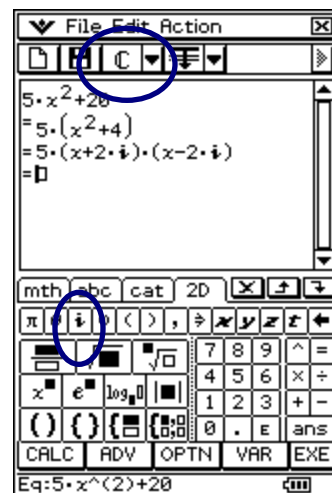 File Edit Action
ℂ
5·x²+20
=5·(x²+4)
=5·(x+2·i)·(x-2·i)
=
mth abc cat 2D
π i ( ) , ⇒ x y z t ←
√■ ■√□ 7 8 9 ^ =
x■ e■ log■□ |■| 4 5 6 × ÷
1 2 3 + -
( ) { } {■ {■;8 0 . E ans
CALC ADV OPTN VAR EXE
Eq:5·x^(2)+20